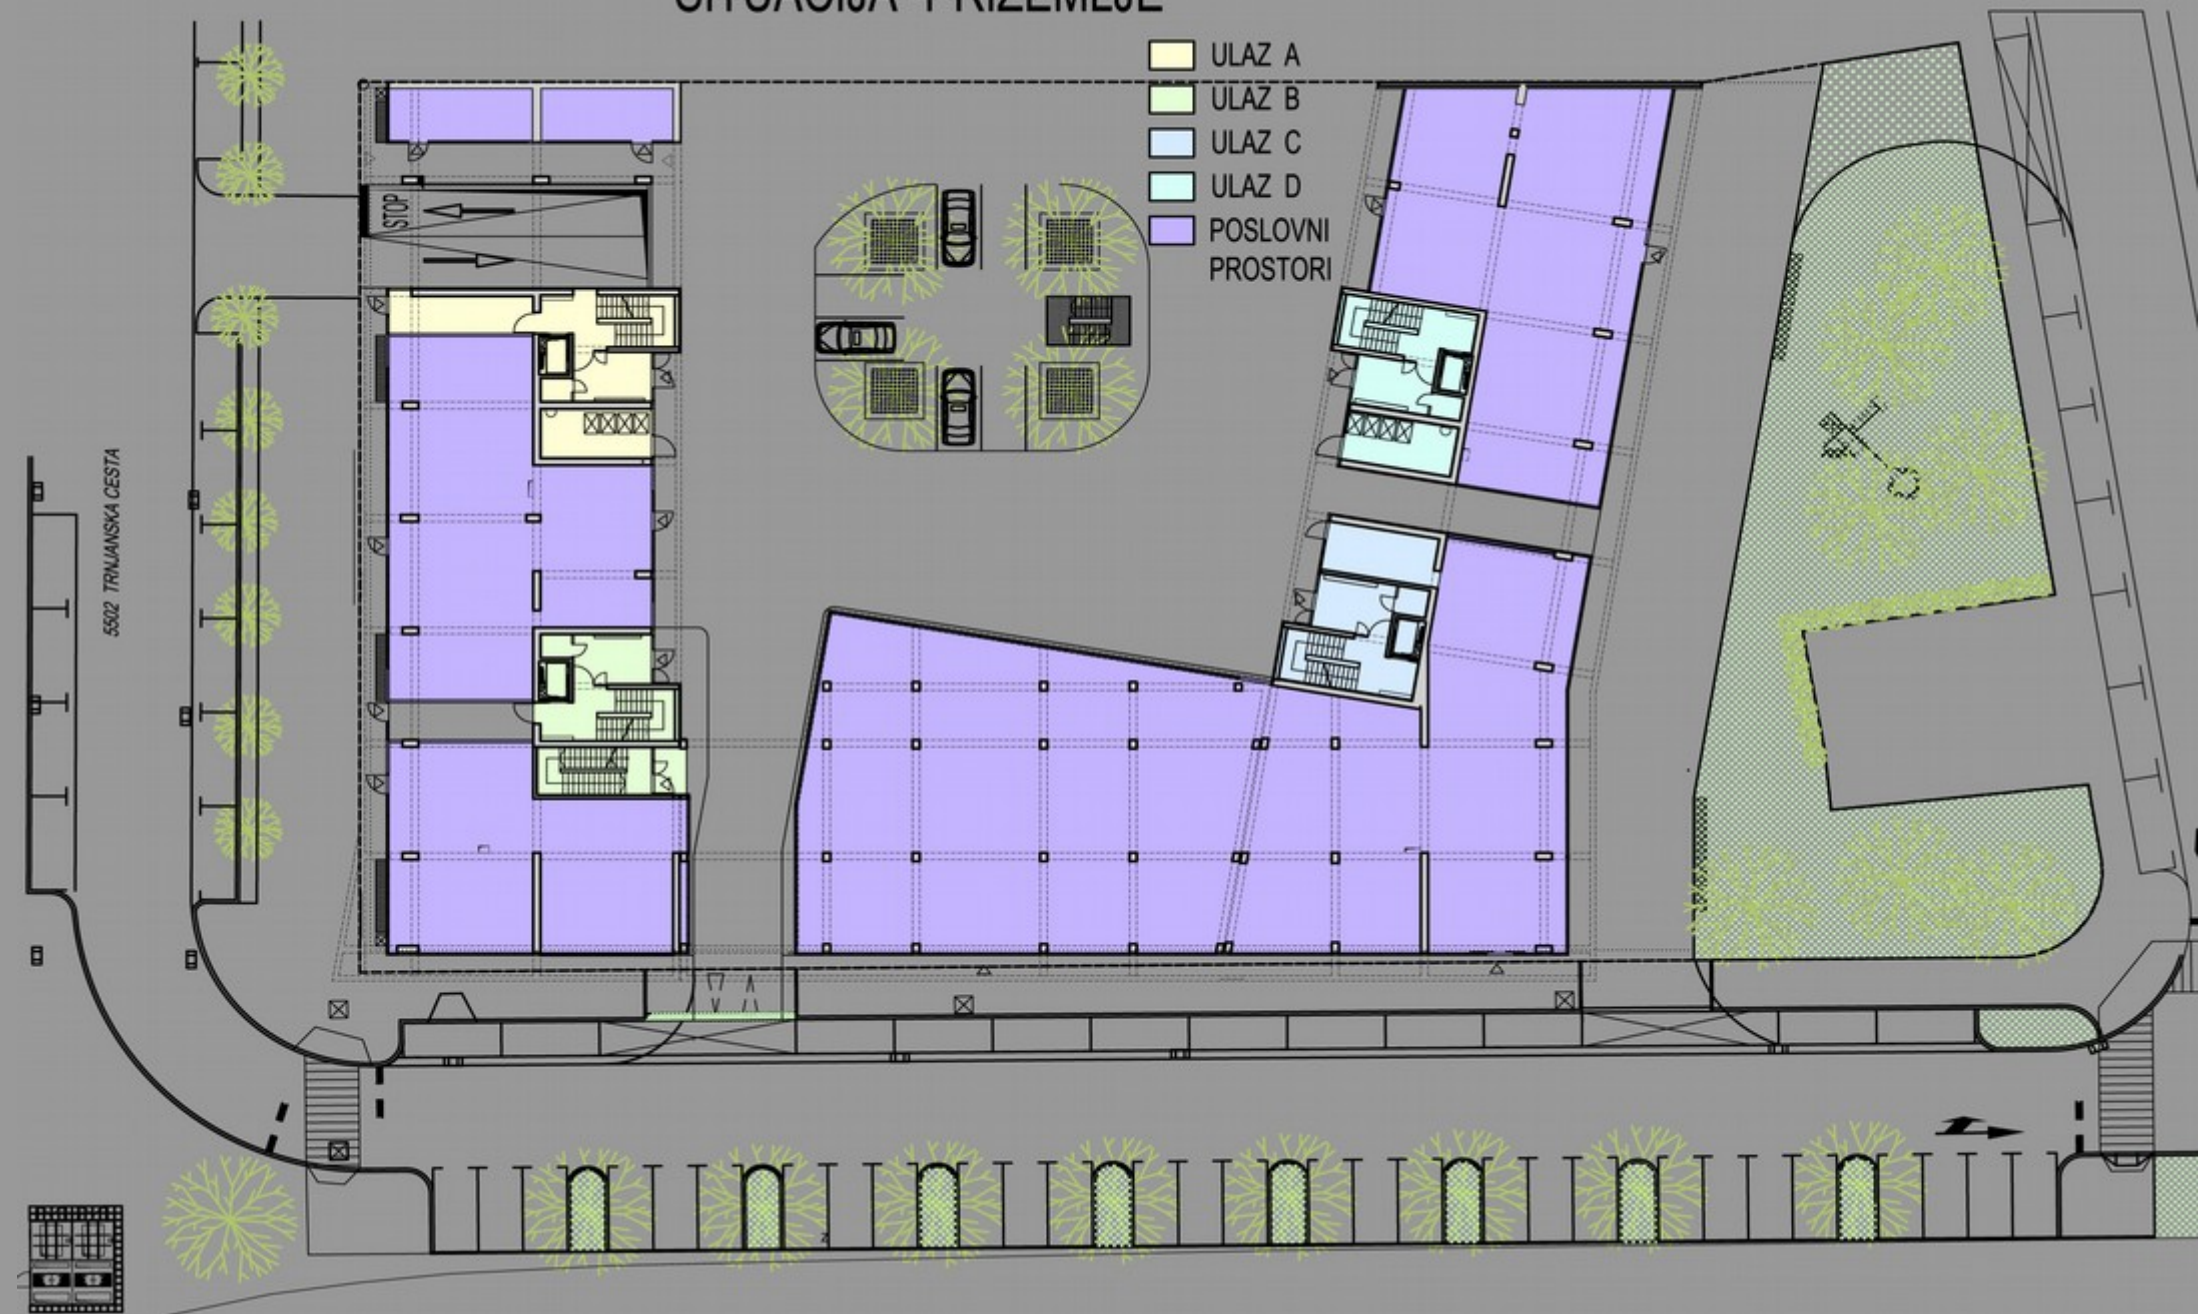 SITUACIJA PRIZEMLJE
ULAZ A
ULAZ B
ULAZ C
ULAZ D
POSLOVNI
PROSTORI
STOP
5502 TRNJANSKA CESTA